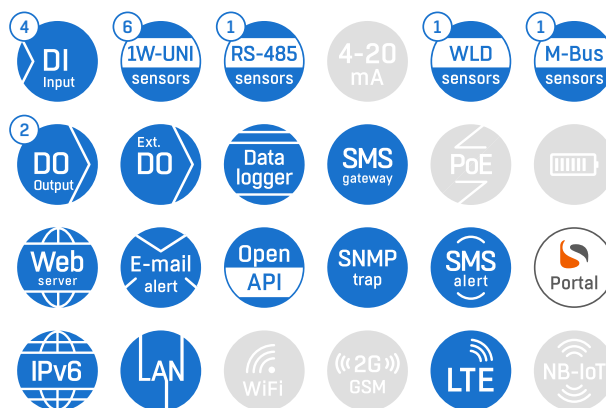 4
DI
Input
6
1W-UNI
sensors
1
RS-485
sensors
4-20
mA
1
WLD
sensors
1
M-Bus
sensors
2
DO
Output
Ext.
DO
Data
logger
SMS
gateway
PoE
Web
server
E-mail
alert
Open
API
SNMP
trap
SMS
alert
Portal
IPv6
LAN
WiFi
2G
GSM
LTE
NB-IoT